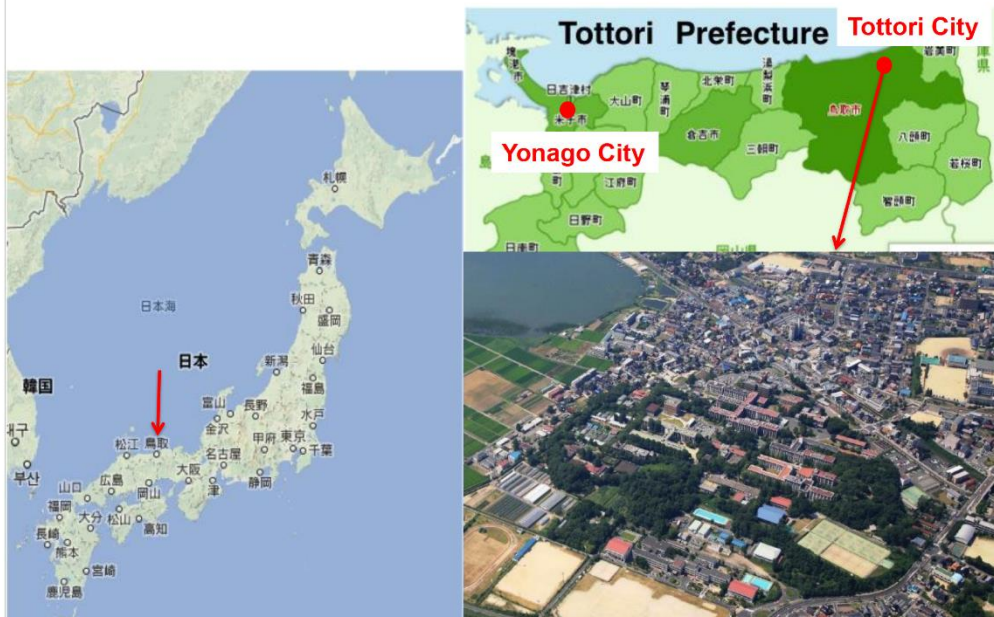 札幌
青森
秋田
盛岡
日本海
仙台
日本
新潟
福島
韓国
富山
長野
水戸
金沢
대구
松江
鳥取
甲府
東京
千葉
名古屋
부산
広島
大阪
静岡
山口
岡山
津
福岡
大分
松山
高知
長崎
熊本
宮崎
鹿児島
Tottori Prefecture
Tottori City
境港市
岩美町
庫県
日吉津村
大山町
琴浦町
北栄町
湯梨浜町
鳥取市
米子市
倉吉市
八頭町
Yonago City
三朝町
若桜町
島
町
江府町
智頭町
日野町
日南町
岡山県